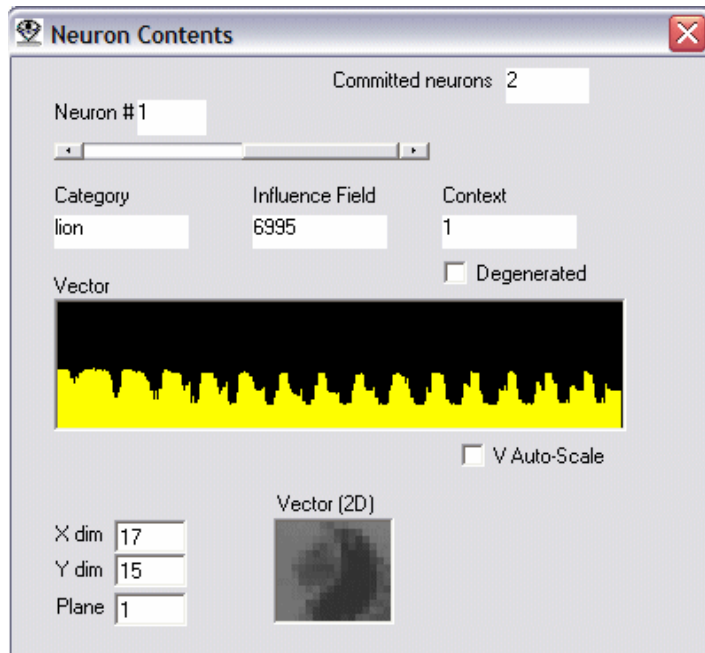 Neuron Contents
Committed neurons 2
Neuron # 1
Category Influence Field Context
lion 6995 1
Degenerated
Vector
V Auto-Scale
Vector (2D)
X dim 17
Y dim 15
Plane 1